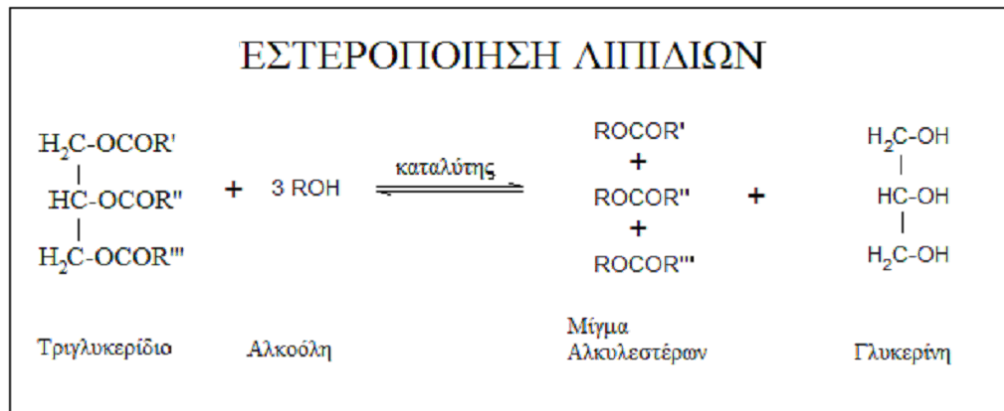 ΕΣΤΕΡΟΠΟΙΗΣΗ ΛΙΠΙΔΙΩΝ
H₂C-OCOR'
HC-OCOR"
H₂C-OCOR'"
+ 3 ROH
καταλύτης
ROCOR'
+
ROCOR"
+
ROCOR'"
+
H₂C-OH
HC-OH
H₂C-OH
Τριγλυκερίδιο
Αλκοόλη
Μίγμα
Αλκυλεστέρων
Γλυκερίνη